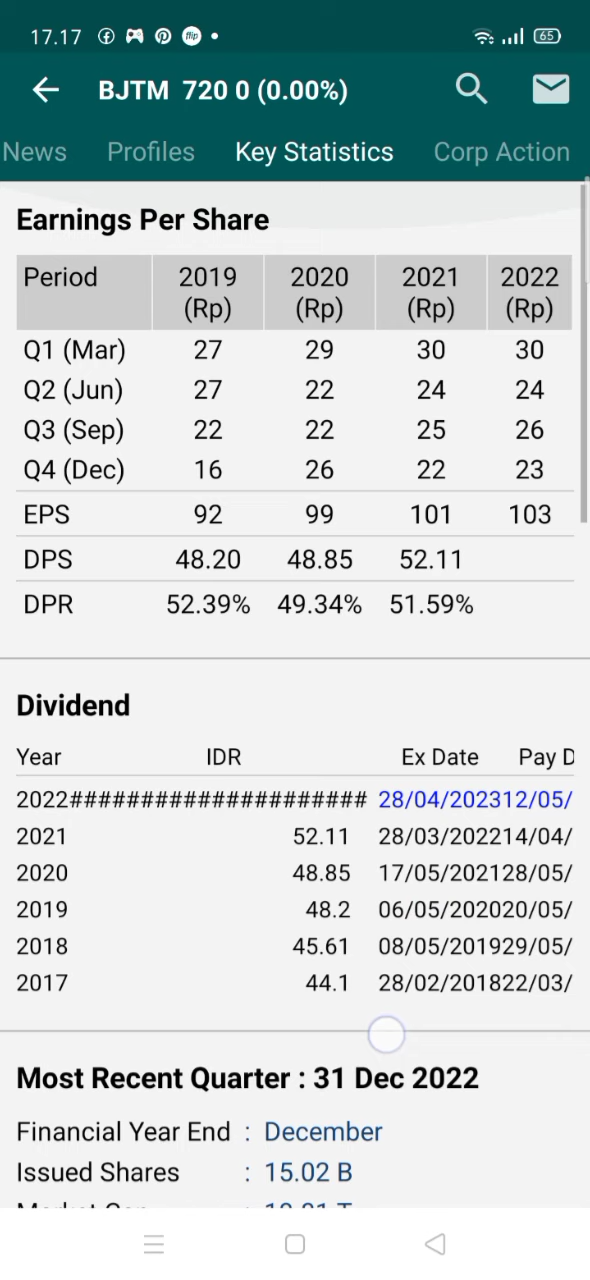 17.17 flip 65
BJTM 720 0 (0.00%)
News Profiles Key Statistics Corp Action
Earnings Per Share
Period 2019 2020 2021 2022
(Rp) (Rp) (Rp) (Rp)
Q1 (Mar) 27 29 30 30
Q2 (Jun) 27 22 24 24
Q3 (Sep) 22 22 25 26
Q4 (Dec) 16 26 22 23
EPS 92 99 101 103
DPS 48.20 48.85 52.11
DPR 52.39% 49.34% 51.59%
Dividend
Year IDR Ex Date Pay D
2022##################### 28/04/202312/05/
2021 52.11 28/03/202214/04/
2020 48.85 17/05/202128/05/
2019 48.2 06/05/202020/05/
2018 45.61 08/05/201929/05/
2017 44.1 28/02/201822/03/
Most Recent Quarter : 31 Dec 2022
Financial Year End : December
Issued Shares : 15.02 B